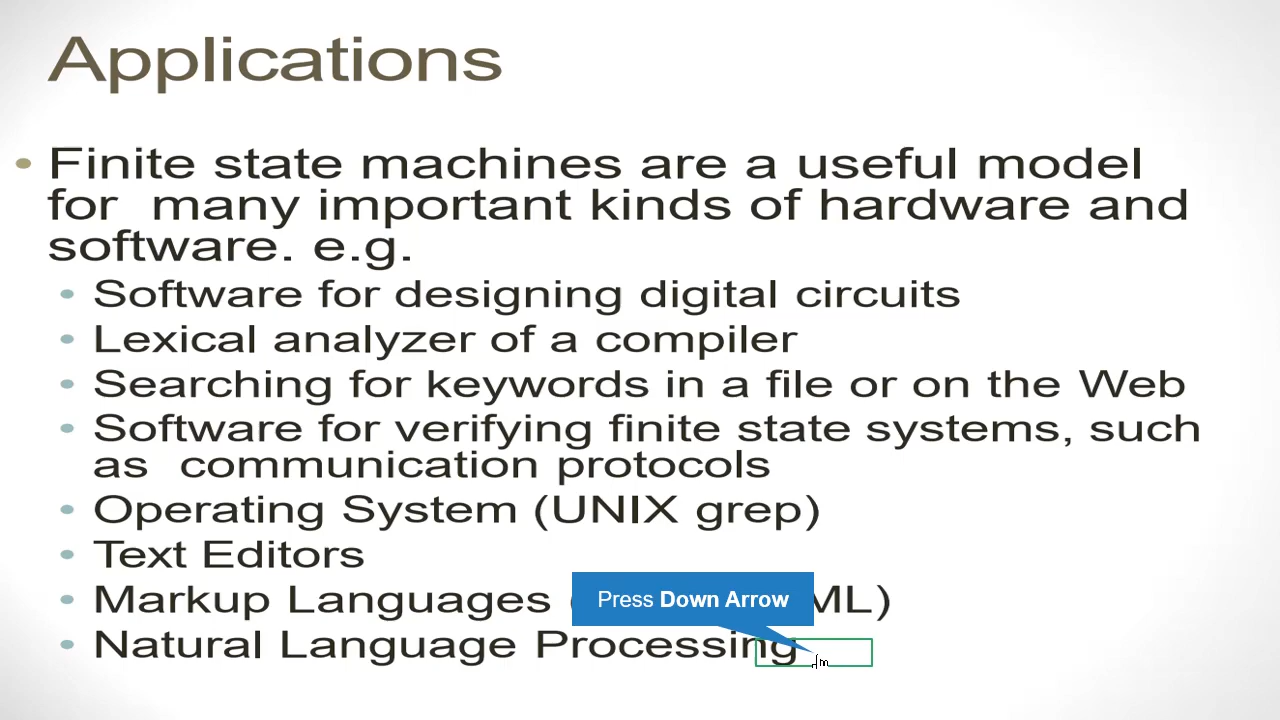 Applications
• Finite state machines are a useful model
for many important kinds of hardware and
software. e.g.
• Software for designing digital circuits
• Lexical analyzer of a compiler
• Searching for keywords in a file or on the Web
• Software for verifying finite state systems, such
as communication protocols
• Operating System (UNIX grep)
• Text Editors
• Markup Languages ( ML)
Press Down Arrow
• Natural Language Processing